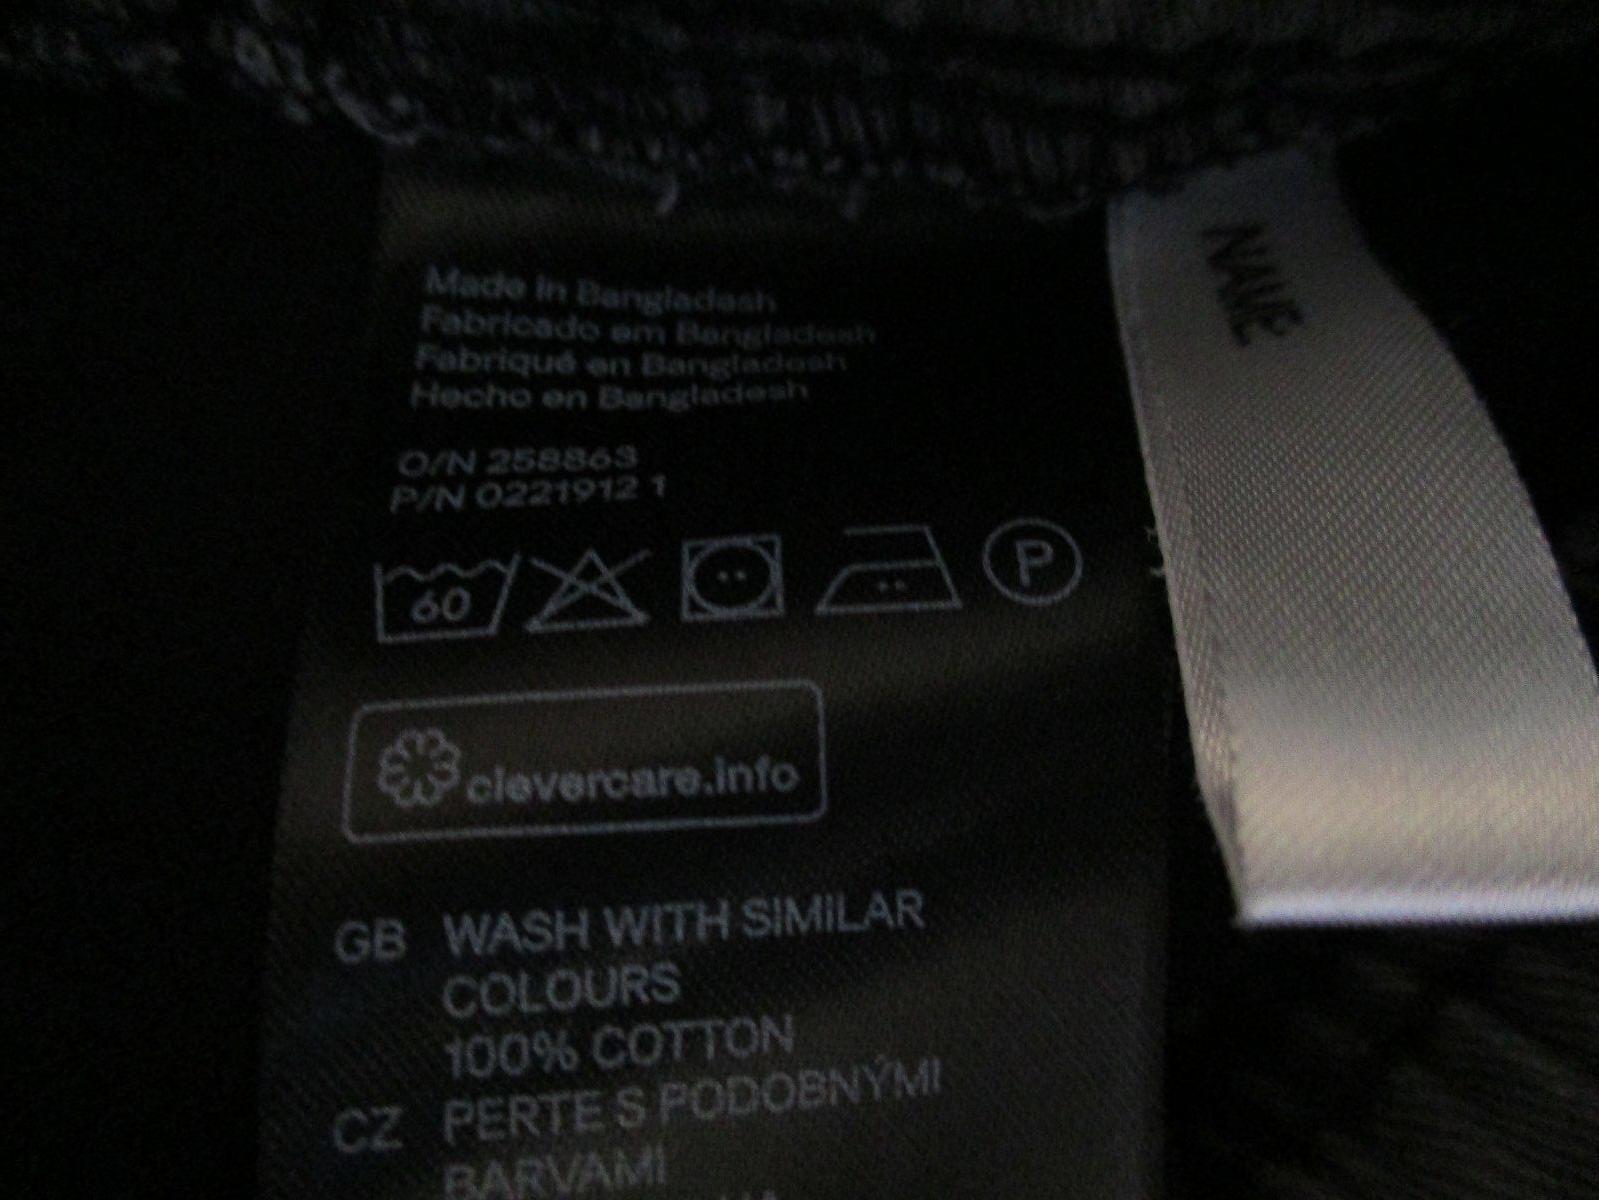 Made in Bangladesh
Fabricado em Bangladesh
Fabriqué en Bangladesh
Hecho en Bangladesh
O/N 258863
P/N 0221912 1
60
P
clevercare.info
GB WASH WITH SIMILAR
COLOURS
100% COTTON
CZ PERTE S PODOBNÝMI
BARVAMI
NAME